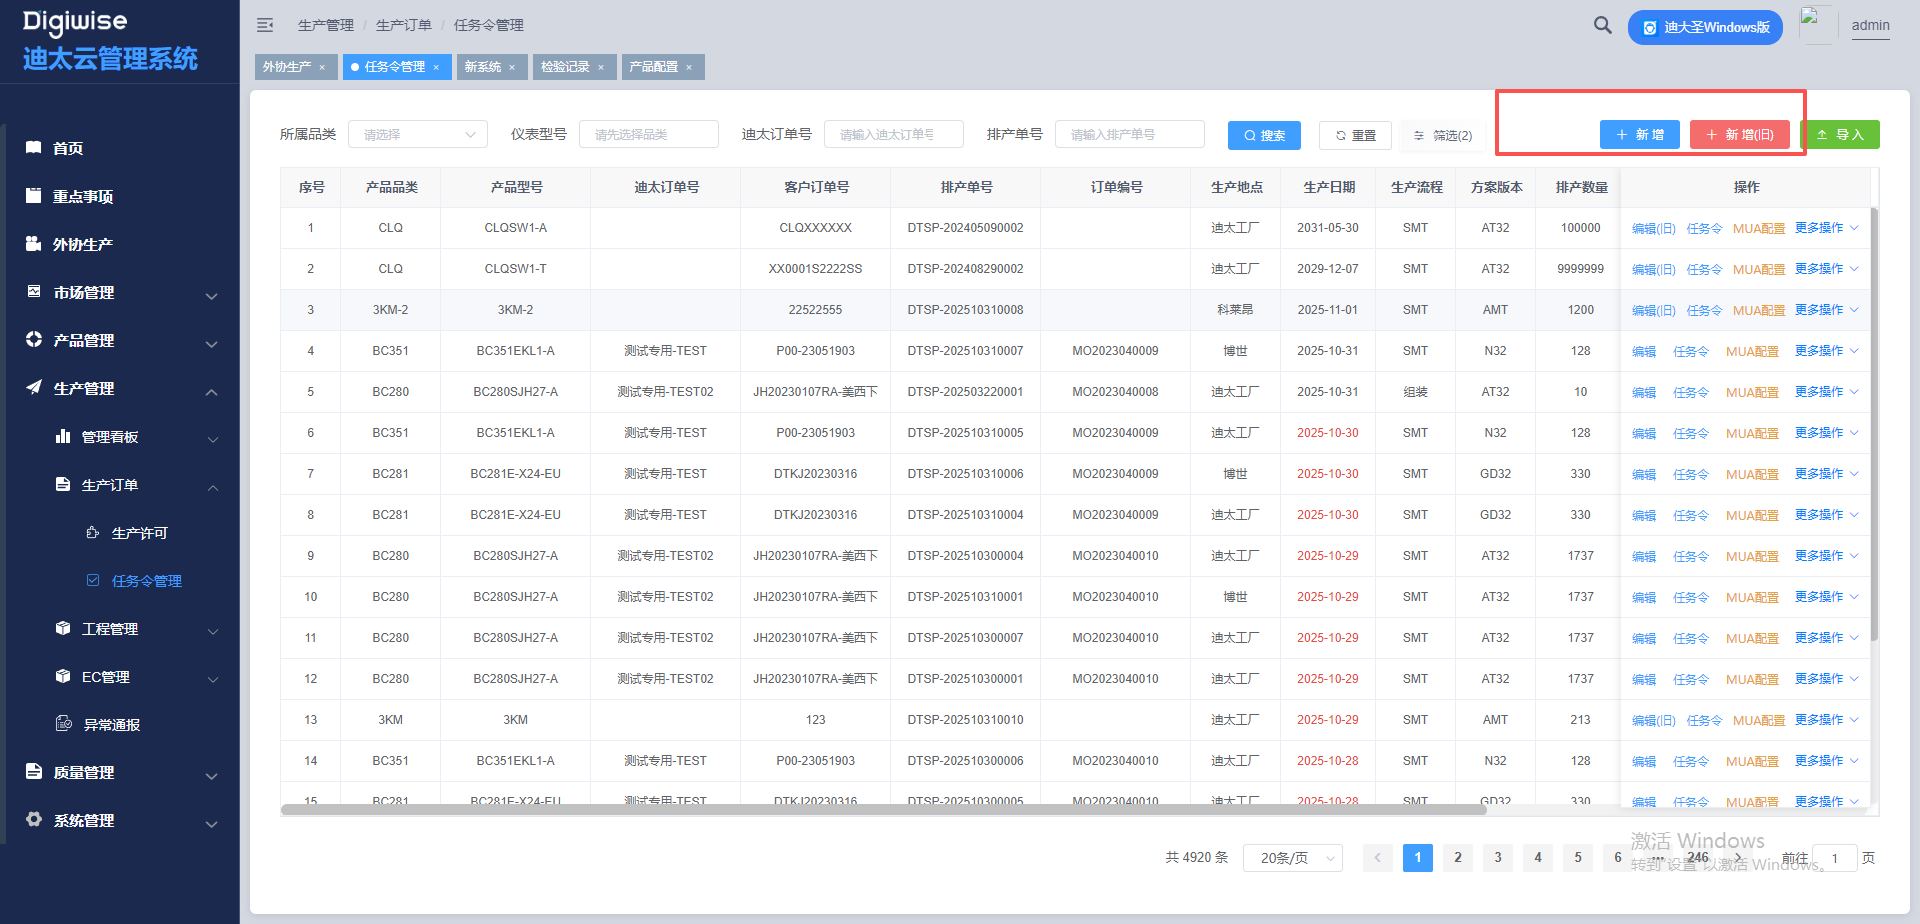 Digiwise
迪太云管理系统
首页
重点事项
外协生产
市场管理
产品管理
生产管理
管理看板
生产订单
生产许可
任务令管理
工程管理
EC管理
异常通报
质量管理
系统管理
生产管理 / 生产订单 / 任务令管理
迪太圣Windows版
admin
外协生产 × 任务令管理 × 新系统 × 检验记录 × 产品配置 ×
所属品类 请选择 仪表型号 请先选择品类 迪太订单号 请输入迪太订单号 排产单号 请输入排产单号 搜索 重置 筛选(2) 新增 新增(旧) 导入
序号 产品品类 产品型号 迪太订单号 客户订单号 排产单号 订单编号 生产地点 生产日期 生产流程 方案版本 排产数量 操作
1 CLQ CLQSW1-A CLQXXXXXX DTSP-202405090002 迪太工厂 2031-05-30 SMT AT32 100000 编辑(旧) 任务令 MUA配置 更多操作
2 CLQ CLQSW1-T XX0001S2222SS DTSP-202408290002 迪太工厂 2029-12-07 SMT AT32 9999999 编辑(旧) 任务令 MUA配置 更多操作
3 3KM-2 3KM-2 22522555 DTSP-202510310008 科莱昂 2025-11-01 SMT AMT 1200 编辑(旧) 任务令 MUA配置 更多操作
4 BC351 BC351EKL1-A 测试专用-TEST P00-23051903 DTSP-202510310007 MO2023040009 博世 2025-10-31 SMT N32 128 编辑 任务令 MUA配置 更多操作
5 BC280 BC280SJH27-A 测试专用-TEST02 JH20230107RA-美西下 DTSP-202503220001 MO2023040008 迪太工厂 2025-10-31 组装 AT32 10 编辑 任务令 MUA配置 更多操作
6 BC351 BC351EKL1-A 测试专用-TEST P00-23051903 DTSP-202510310005 MO2023040009 迪太工厂 2025-10-30 SMT N32 128 编辑 任务令 MUA配置 更多操作
7 BC281 BC281E-X24-EU 测试专用-TEST DTKJ20230316 DTSP-202510310006 MO2023040009 博世 2025-10-30 SMT GD32 330 编辑 任务令 MUA配置 更多操作
8 BC281 BC281E-X24-EU 测试专用-TEST DTKJ20230316 DTSP-202510310004 MO2023040009 迪太工厂 2025-10-30 SMT GD32 330 编辑 任务令 MUA配置 更多操作
9 BC280 BC280SJH27-A 测试专用-TEST02 JH20230107RA-美西下 DTSP-202510300004 MO2023040010 迪太工厂 2025-10-29 SMT AT32 1737 编辑 任务令 MUA配置 更多操作
10 BC280 BC280SJH27-A 测试专用-TEST02 JH20230107RA-美西下 DTSP-202510310001 MO2023040010 博世 2025-10-29 SMT AT32 1737 编辑 任务令 MUA配置 更多操作
11 BC280 BC280SJH27-A 测试专用-TEST02 JH20230107RA-美西下 DTSP-202510300007 MO2023040010 迪太工厂 2025-10-29 SMT AT32 1737 编辑 任务令 MUA配置 更多操作
12 BC280 BC280SJH27-A 测试专用-TEST02 JH20230107RA-美西下 DTSP-202510300001 MO2023040010 迪太工厂 2025-10-29 SMT AT32 1737 编辑 任务令 MUA配置 更多操作
13 3KM 3KM 123 DTSP-202510310010 迪太工厂 2025-10-29 SMT AMT 213 编辑(旧) 任务令 MUA配置 更多操作
14 BC351 BC351EKL1-A 测试专用-TEST P00-23051903 DTSP-202510300006 MO2023040010 迪太工厂 2025-10-28 SMT N32 128 编辑 任务令 MUA配置 更多操作
15 BC281 BC281E-X24-EU 测试专用-TEST DTKJ20230316 DTSP-202510300005 MO2023040010 迪太工厂 2025-10-28 SMT GD32 330 编辑 任务令 MUA配置 更多操作
共 4920 条 20条/页 1 2 3 4 5 6 ... 246 前往 1 页
激活 Windows
转到"设置"以激活 Windows。